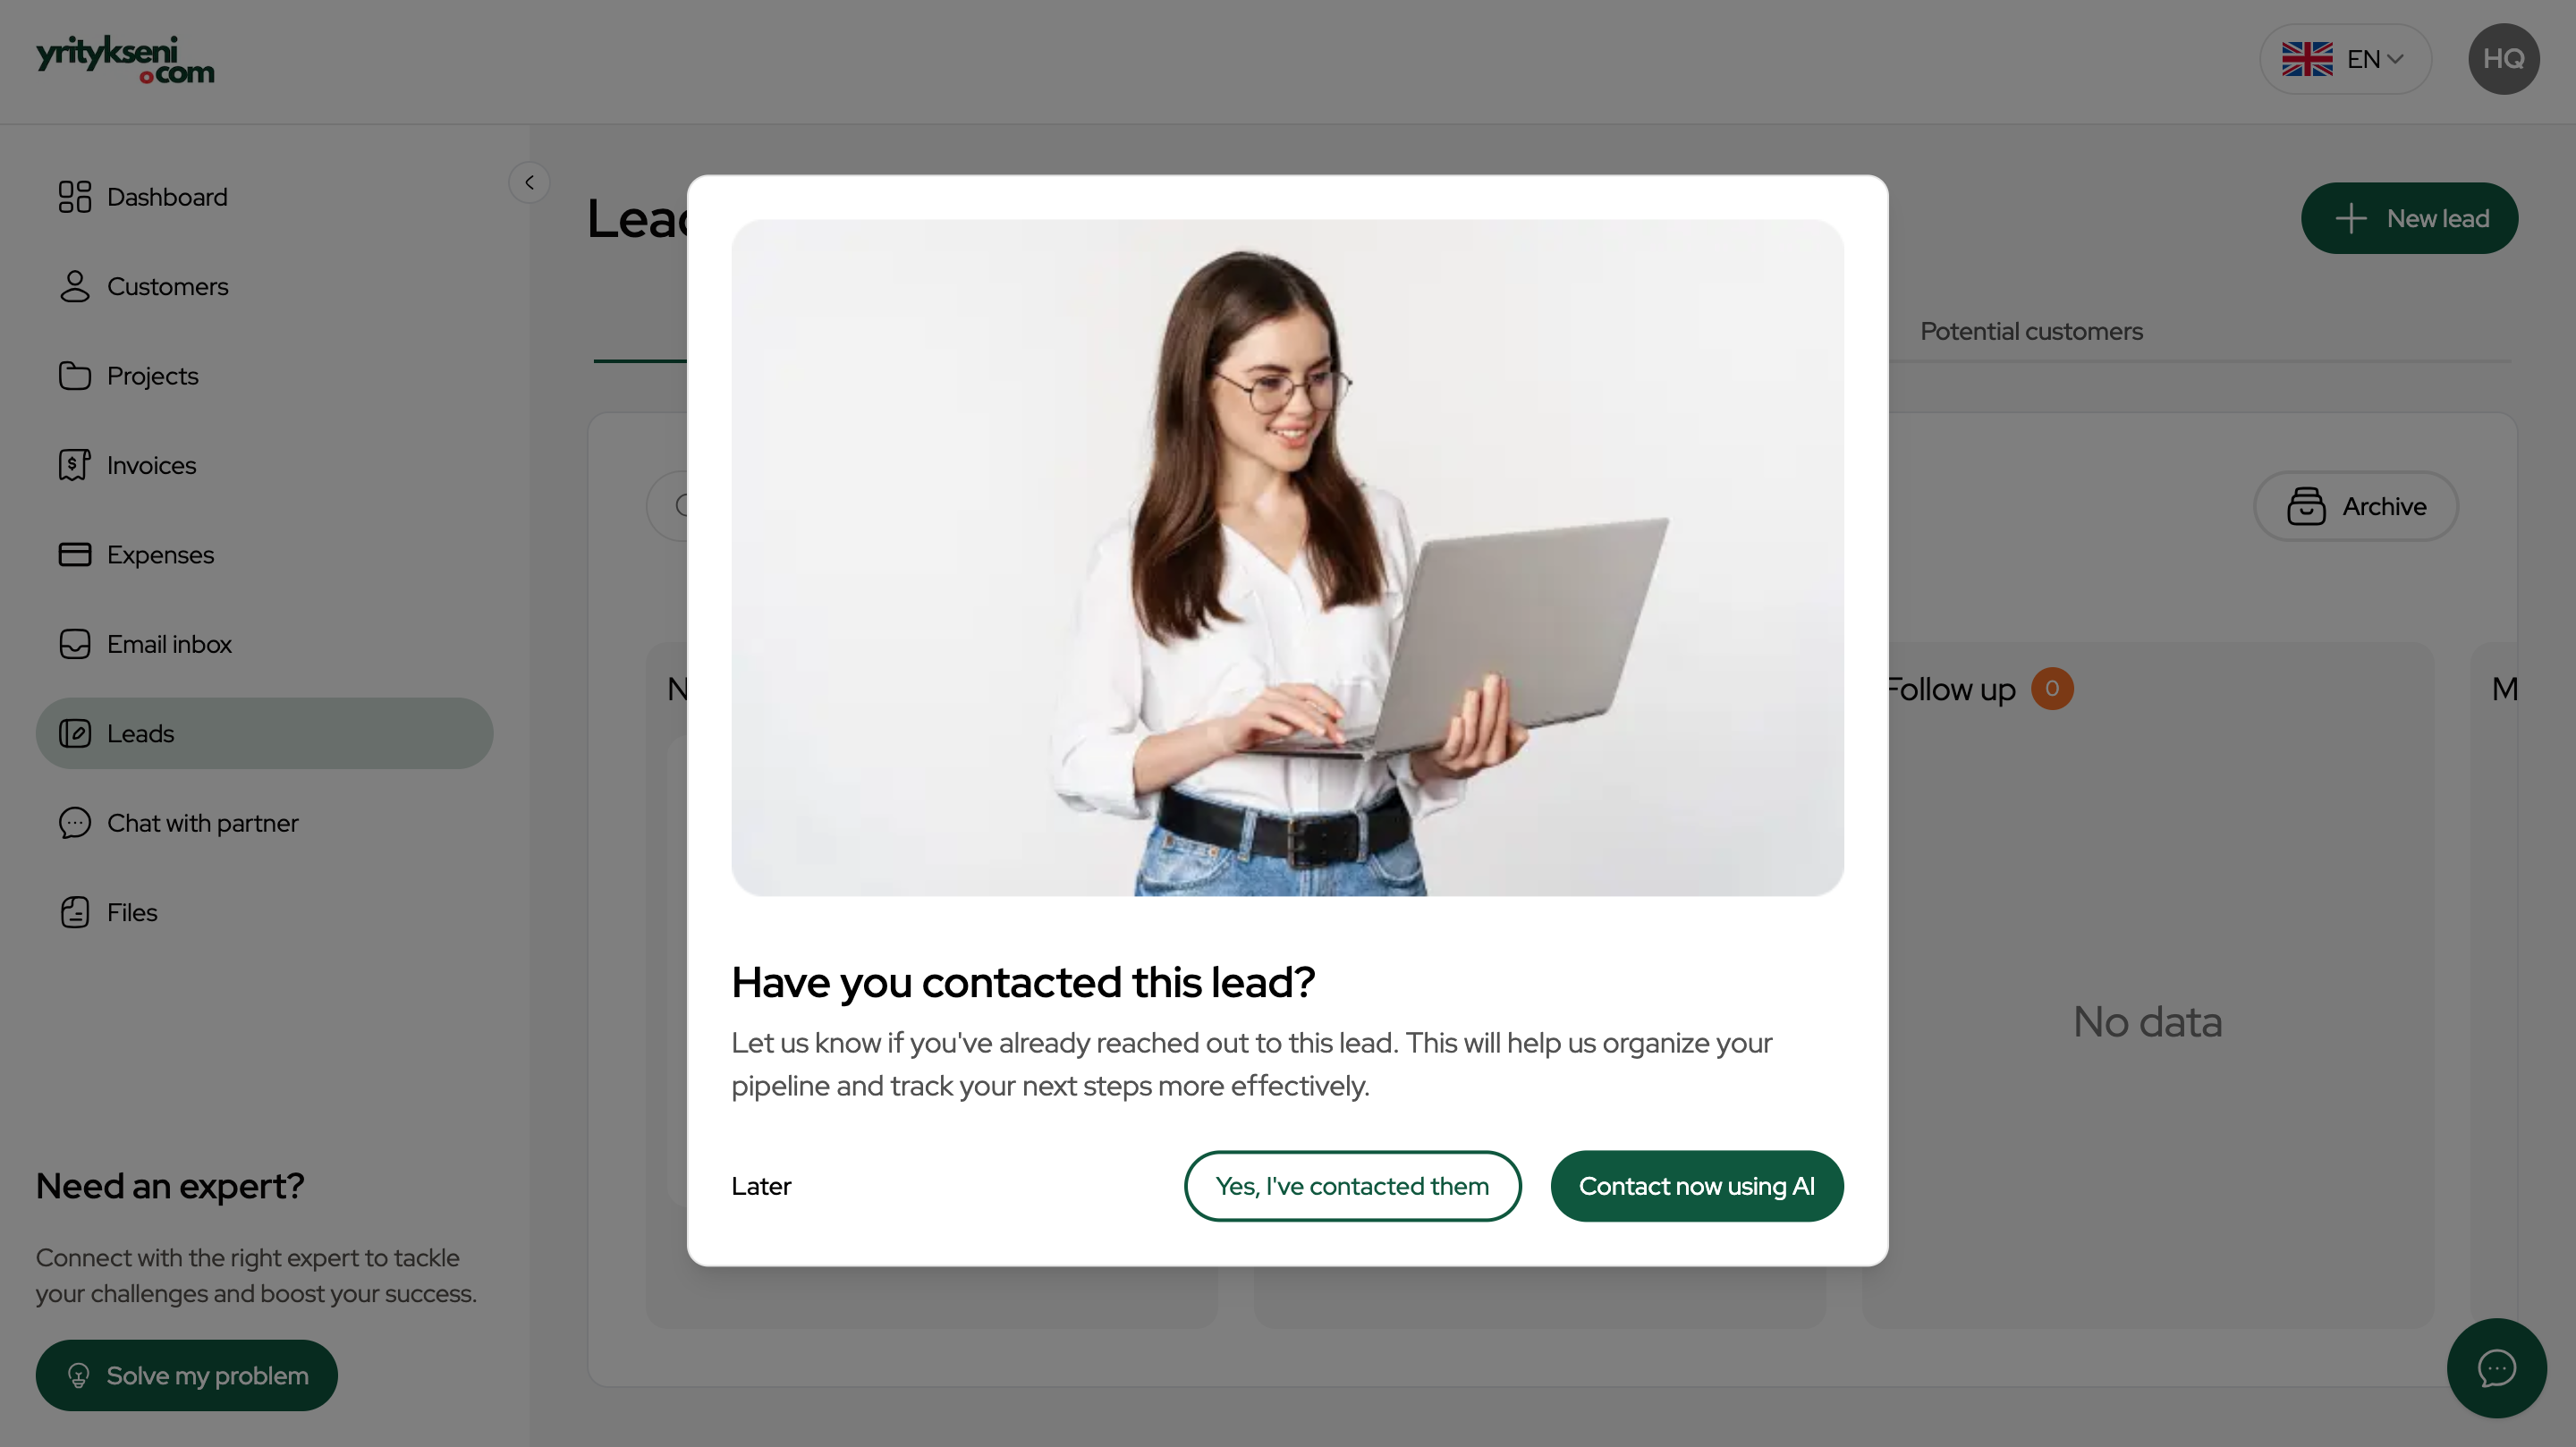 yritykseni
.com
EN
HQ
Dashboard
Customers
Projects
Invoices
Expenses
Email inbox
Leads
Chat with partner
Files
Need an expert?
Connect with the right expert to tackle
your challenges and boost your success.
Solve my problem
New lead
Potential customers
Archive
Follow up 0
No data
Have you contacted this lead?
Let us know if you've already reached out to this lead. This will help us organize your
pipeline and track your next steps more effectively.
Later
Yes, I've contacted them
Contact now using AI